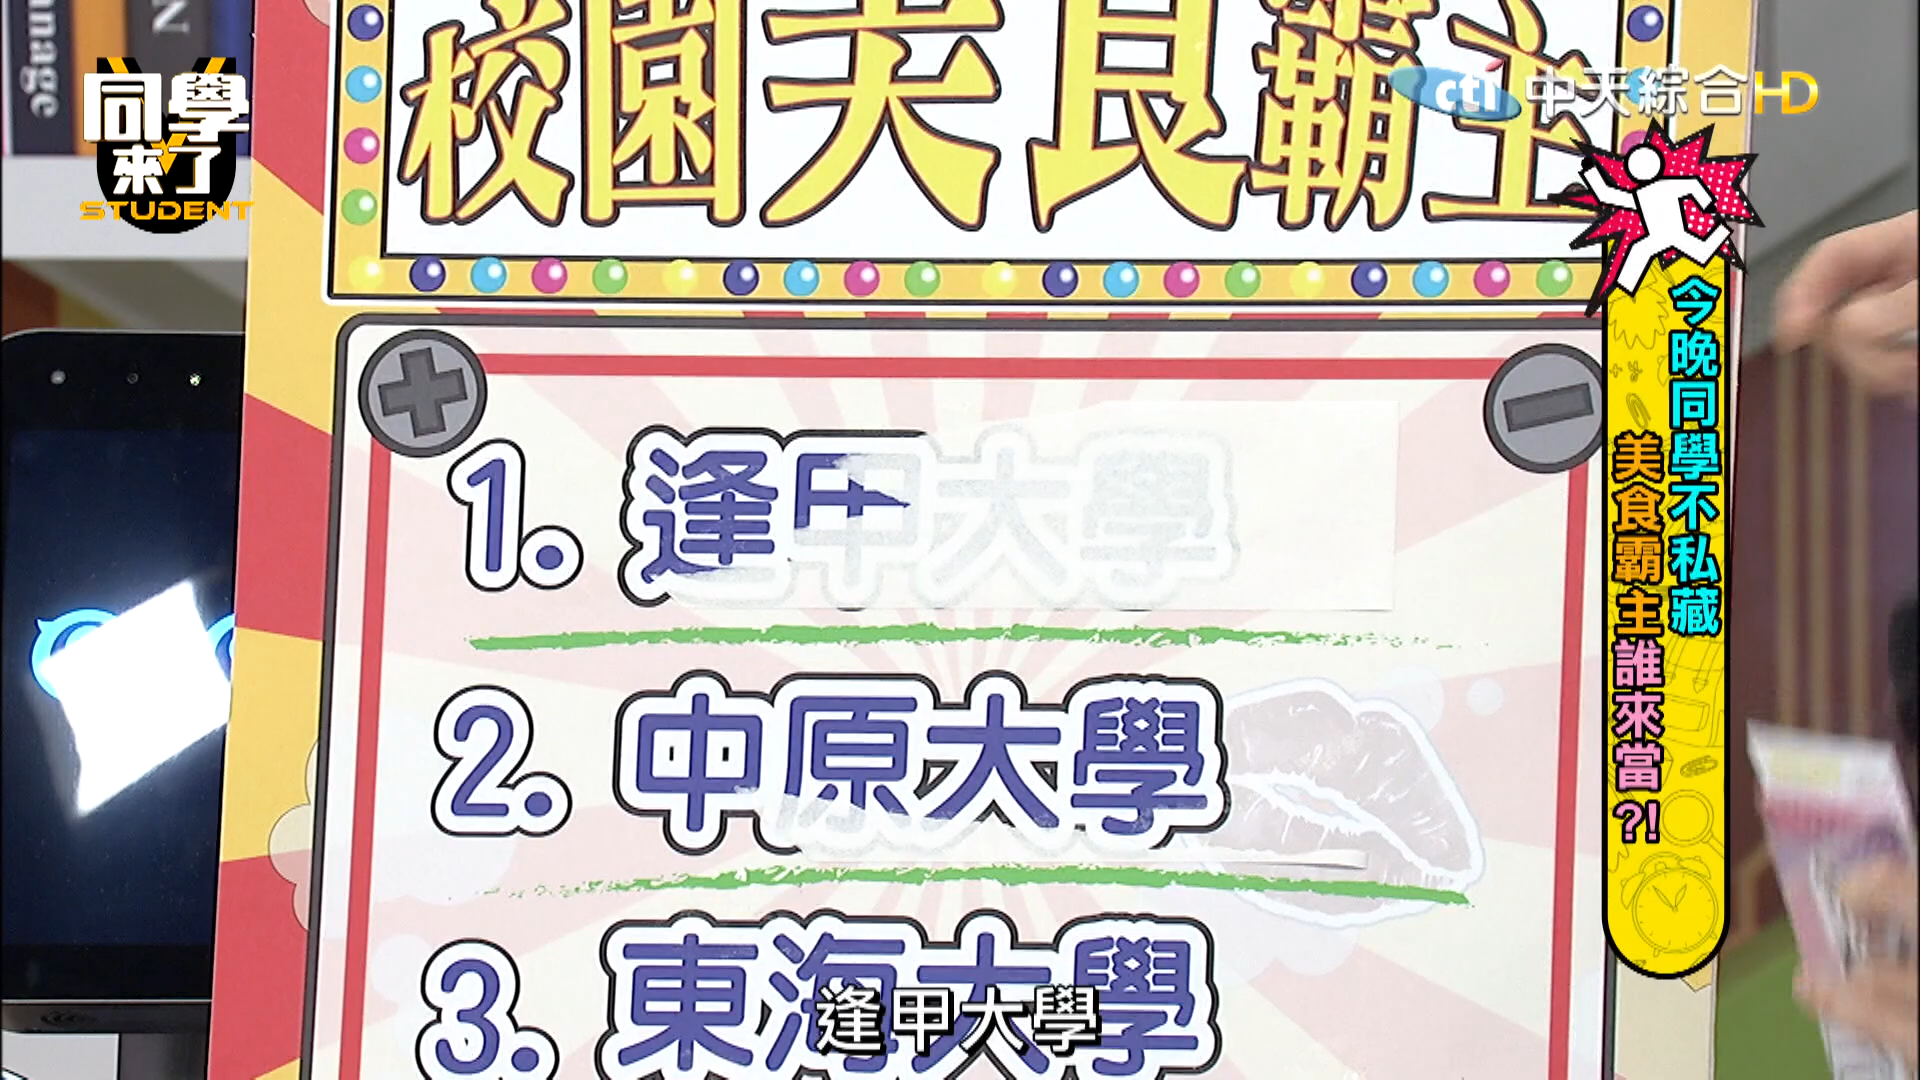 校園美食霸主
同學
來了
STUDENT
cti 中天綜合HD
今晚同學不私藏
美食霸主誰來當?!
1. 逢甲大學
2. 中原大學
3. 東海大學
逢甲大學
N